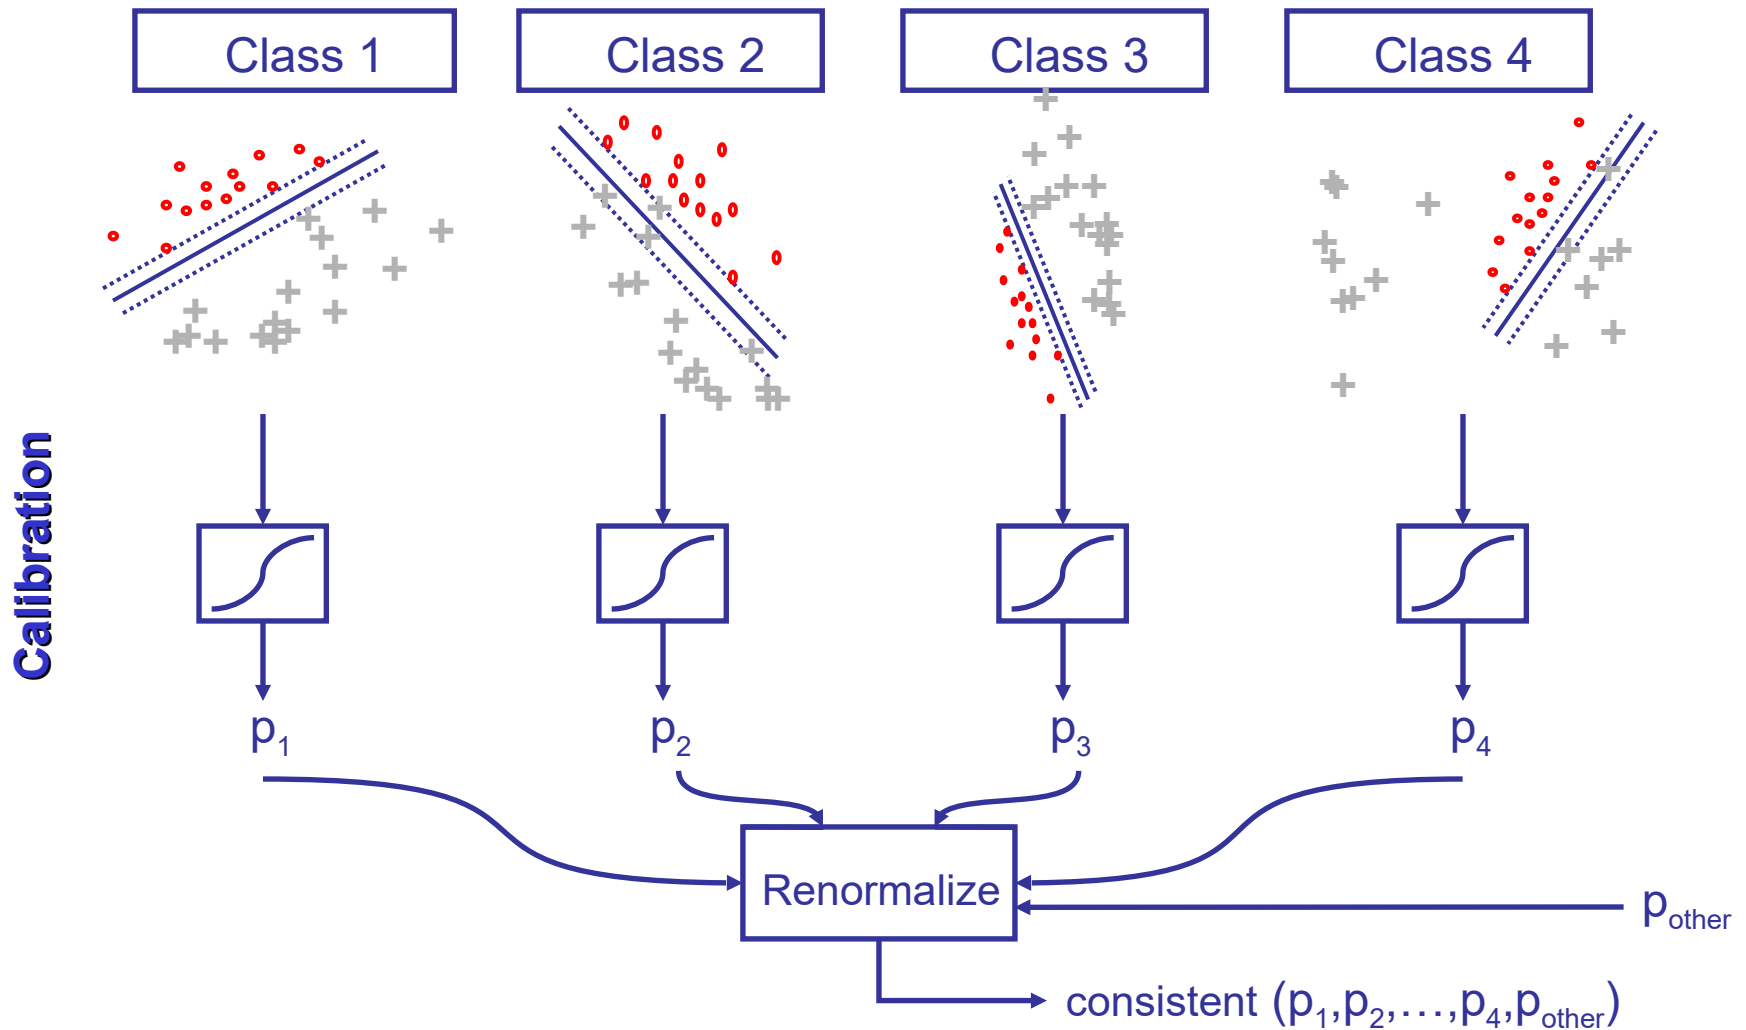 Class 1
Class 2
Class 3
Class 4
Calibration
p1
p2
p3
p4
Renormalize
pother
consistent (p1,p2,…,p4,pother)